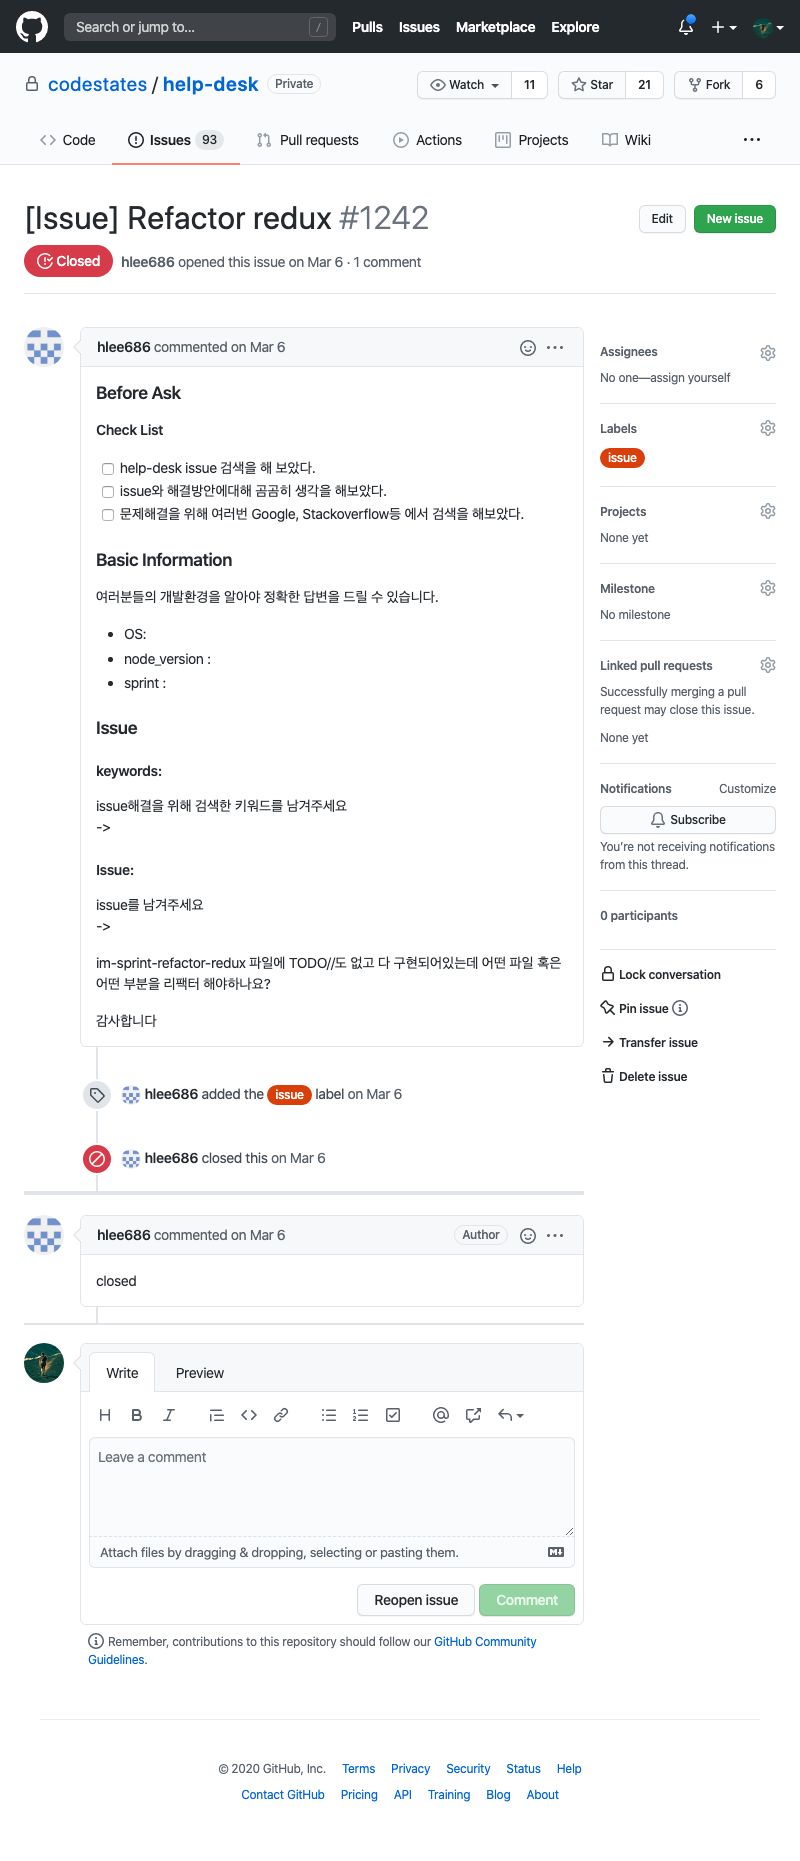 Search or jump to... /
Pulls Issues Marketplace Explore
codestates / help-desk Private
Watch 11 Star 21 Fork 6
Code Issues 93 Pull requests Actions Projects Wiki ...
[Issue] Refactor redux #1242
Edit New issue
Closed hlee686 opened this issue on Mar 6 · 1 comment
hlee686 commented on Mar 6
Before Ask
Check List
help-desk issue 검색을 해 보았다.
issue와 해결방안에대해 곰곰히 생각을 해보았다.
문제해결을 위해 여러번 Google, Stackoverflow등 에서 검색을 해보았다.
Basic Information
여러분들의 개발환경을 알아야 정확한 답변을 드릴 수 있습니다.
• OS:
• node_version :
• sprint :
Issue
keywords:
issue해결을 위해 검색한 키워드를 남겨주세요
->
Issue:
issue를 남겨주세요
->
im-sprint-refactor-redux 파일에 TODO//도 없고 다 구현되어있는데 어떤 파일 혹은
어떤 부분을 리팩터 해야하나요?
감사합니다
hlee686 added the issue label on Mar 6
hlee686 closed this on Mar 6
hlee686 commented on Mar 6 Author
closed
Write Preview
H B I
Leave a comment
Attach files by dragging & dropping, selecting or pasting them.
Reopen issue Comment
Remember, contributions to this repository should follow our GitHub Community
Guidelines.
Assignees
No one—assign yourself
Labels
issue
Projects
None yet
Milestone
No milestone
Linked pull requests
Successfully merging a pull
request may close this issue.
None yet
Notifications Customize
Subscribe
You're not receiving notifications
from this thread.
0 participants
Lock conversation
Pin issue
Transfer issue
Delete issue
© 2020 GitHub, Inc. Terms Privacy Security Status Help
Contact GitHub Pricing API Training Blog About